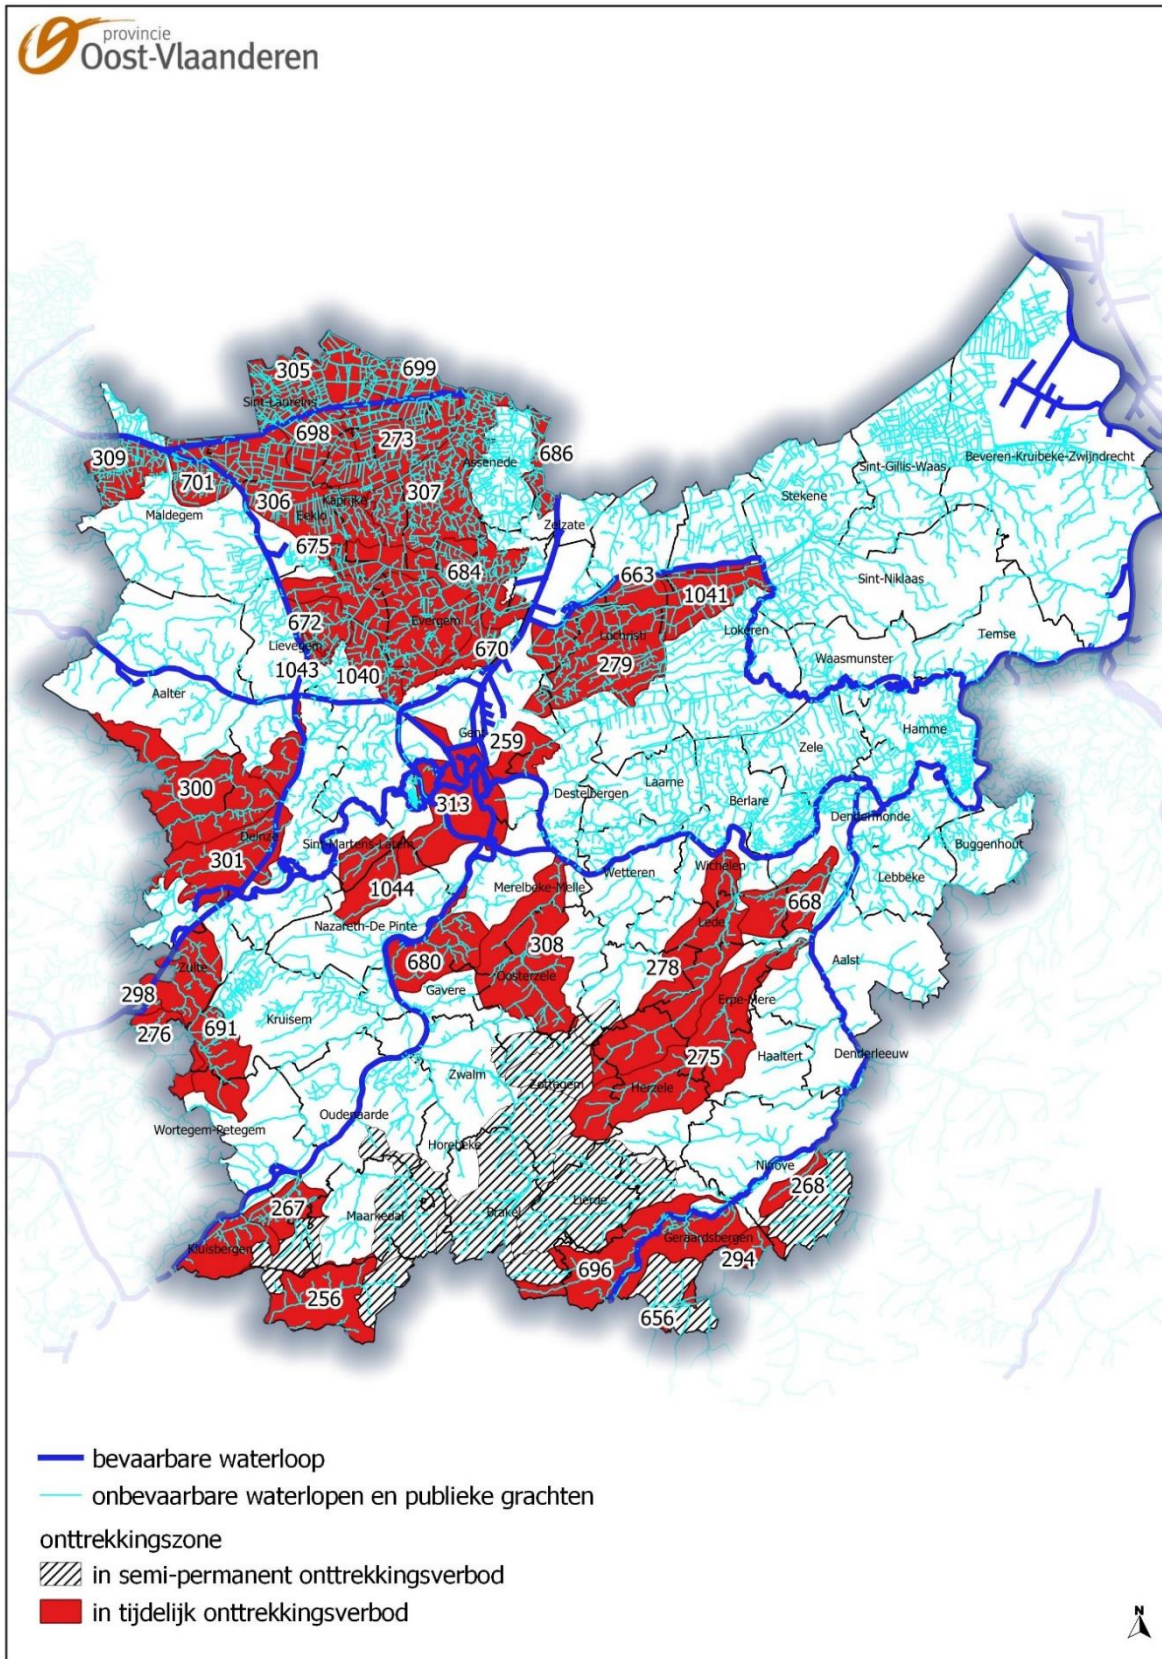 provincie
Oost-Vlaanderen
305
699
Sint-Laureins
698
273
686
309
701
Assenede
Sint-Gillis-Waas
Beveren-Kruibeke-Zwijndrecht
306
Kaprijke
307
Stekene
Maldegem
Eeklo
Zelzate
675
684
663
1041
Sint-Niklaas
672
Evergem
Lochristi
Lokeren
Temse
Lievegem
670
279
Waasmunster
1043
1040
Aalter
Gent
259
Hamme
Zele
300
Laarne
Destelbergen
Berlare
313
Dendermonde
Deinze
Sint-Martens-Latem
Buggenhout
301
Wichelen
Wetteren
Lebbeke
1044
Merelbeke-Melle
668
Nazareth-De Pinte
Lede
308
680
278
Aalst
Zulte
Oosterzele
298
Gavere
Erpe-Mere
276
691
Kruisem
275
Haaltert
Denderleeuw
Zwalm
Zottegem
Herzele
Oudenaarde
Wortegem-Petegem
Horebeke
Ninove
268
267
Maarkedal
Brakel
Lierde
Kluisbergen
Geraardsbergen
696
294
256
656
bevaarbare waterloop
onbevaarbare waterlopen en publieke grachten
onttrekkingszone
in semi-permanent onttrekkingsverbod
in tijdelijk onttrekkingsverbod
N